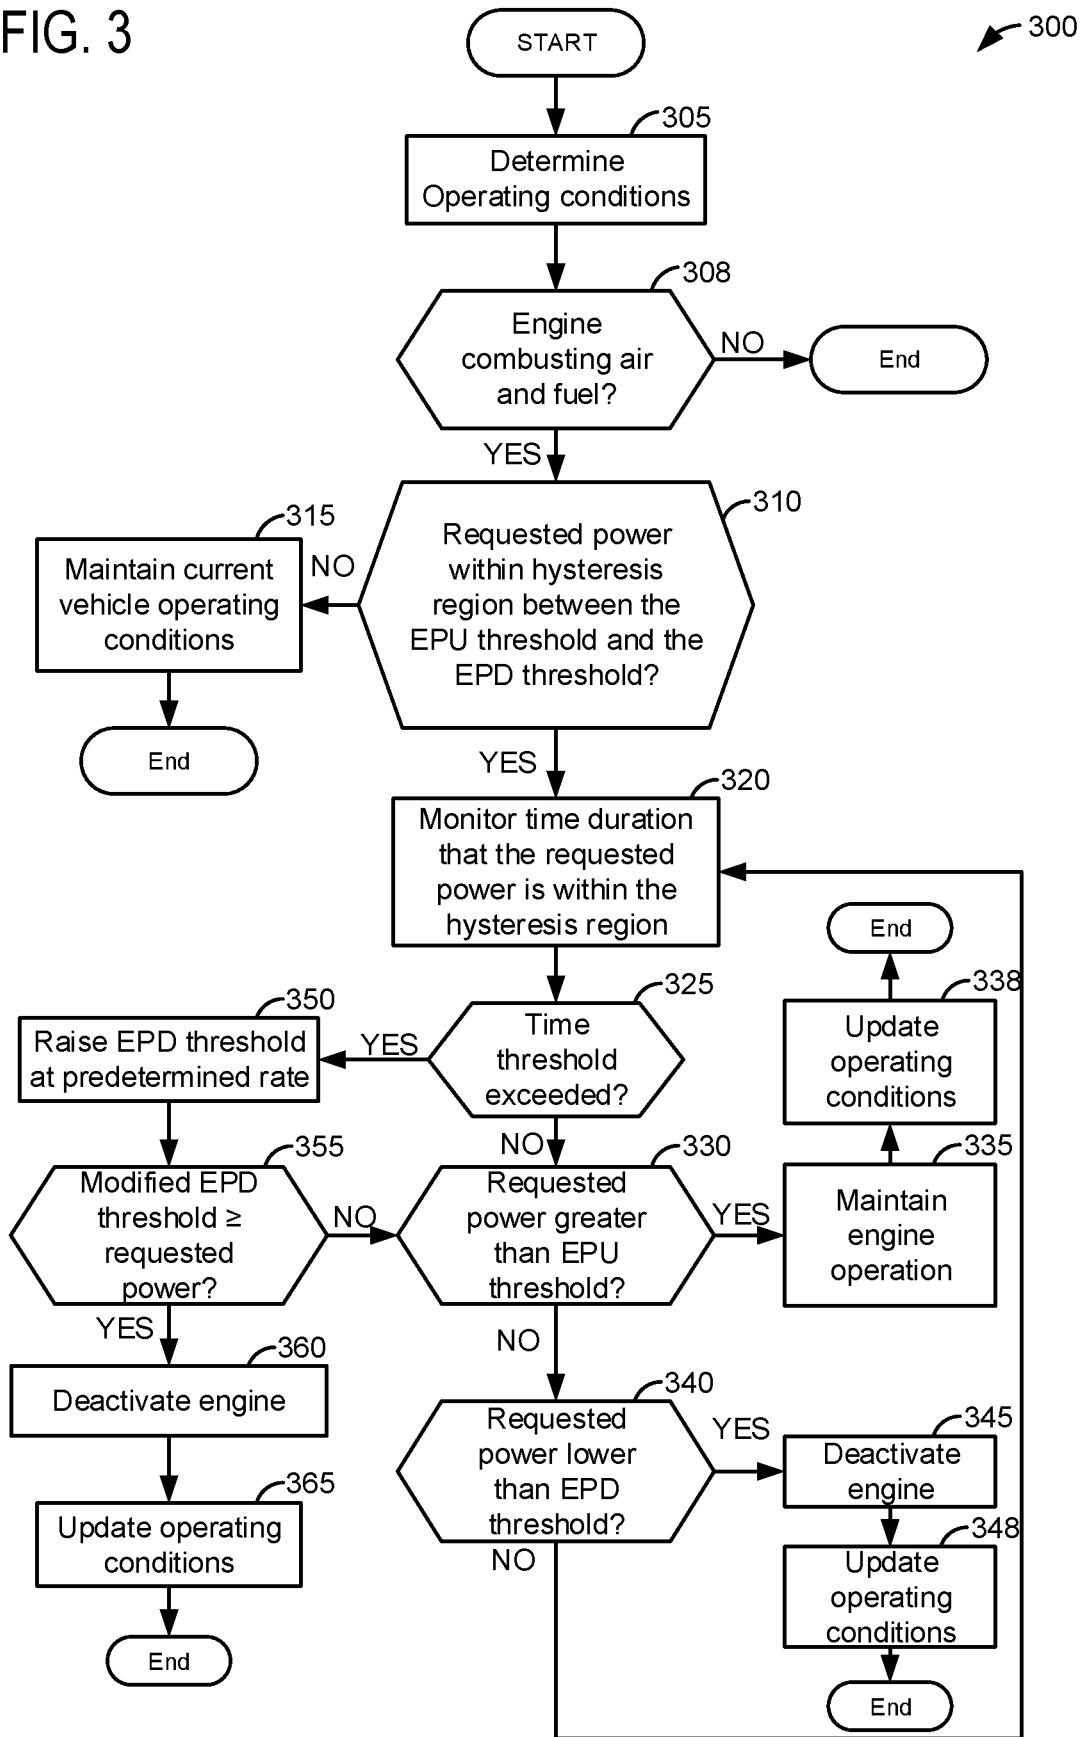 FIG. 3
300
START
305
Determine
Operating conditions
308
Engine
combusting air
and fuel?
NO
End
YES
310
Requested power
within hysteresis
region between the
EPU threshold and the
EPD threshold?
NO
315
Maintain current
vehicle operating
conditions
End
YES
320
Monitor time duration
that the requested
power is within the
hysteresis region
325
Time
threshold
exceeded?
YES
350
Raise EPD threshold
at predetermined rate
355
Modified EPD
threshold ≥
requested
power?
NO
NO
330
Requested
power greater
than EPU
threshold?
YES
335
Maintain
engine
operation
338
Update
operating
conditions
End
YES
360
Deactivate engine
365
Update operating
conditions
End
NO
340
Requested
power lower
than EPD
threshold?
YES
345
Deactivate
engine
348
Update
operating
conditions
End
NO